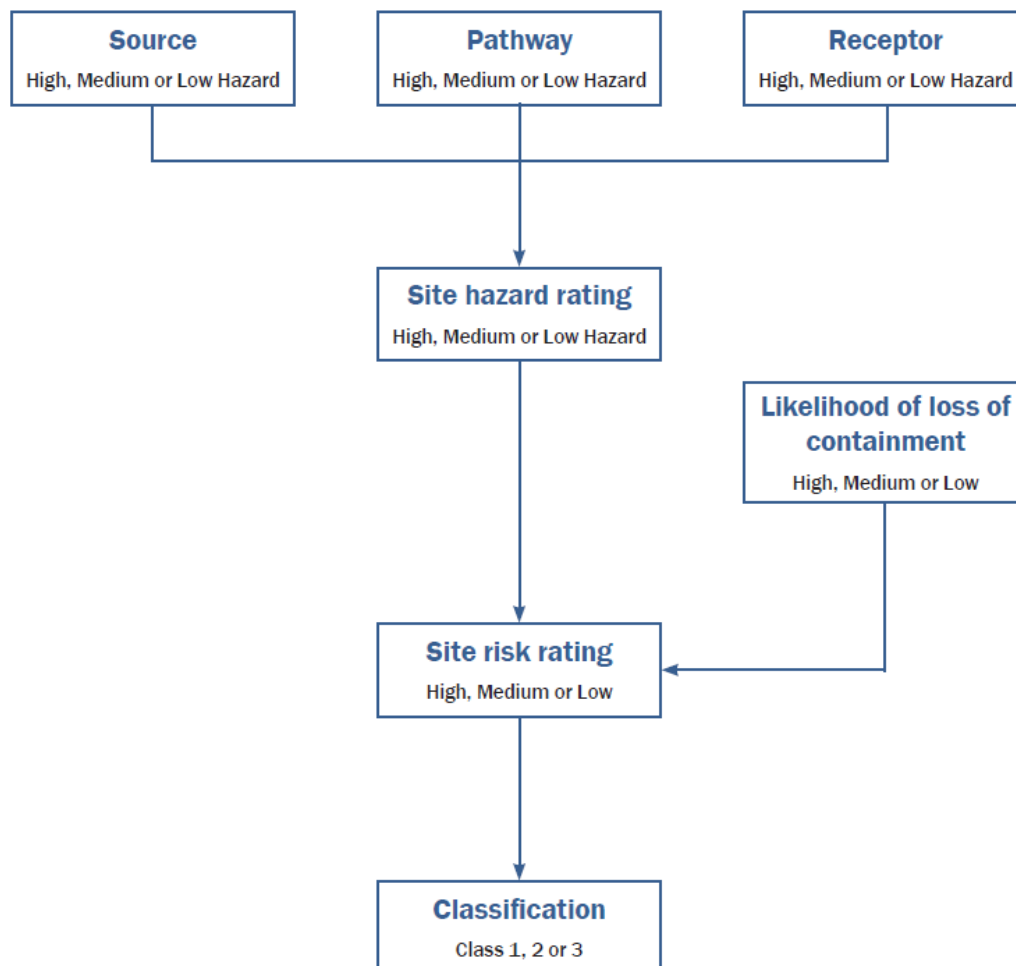 Source
High, Medium or Low Hazard
Pathway
High, Medium or Low Hazard
Receptor
High, Medium or Low Hazard
Site hazard rating
High, Medium or Low Hazard
Likelihood of loss of
containment
High, Medium or Low
Site risk rating
High, Medium or Low
Classification
Class 1, 2 or 3